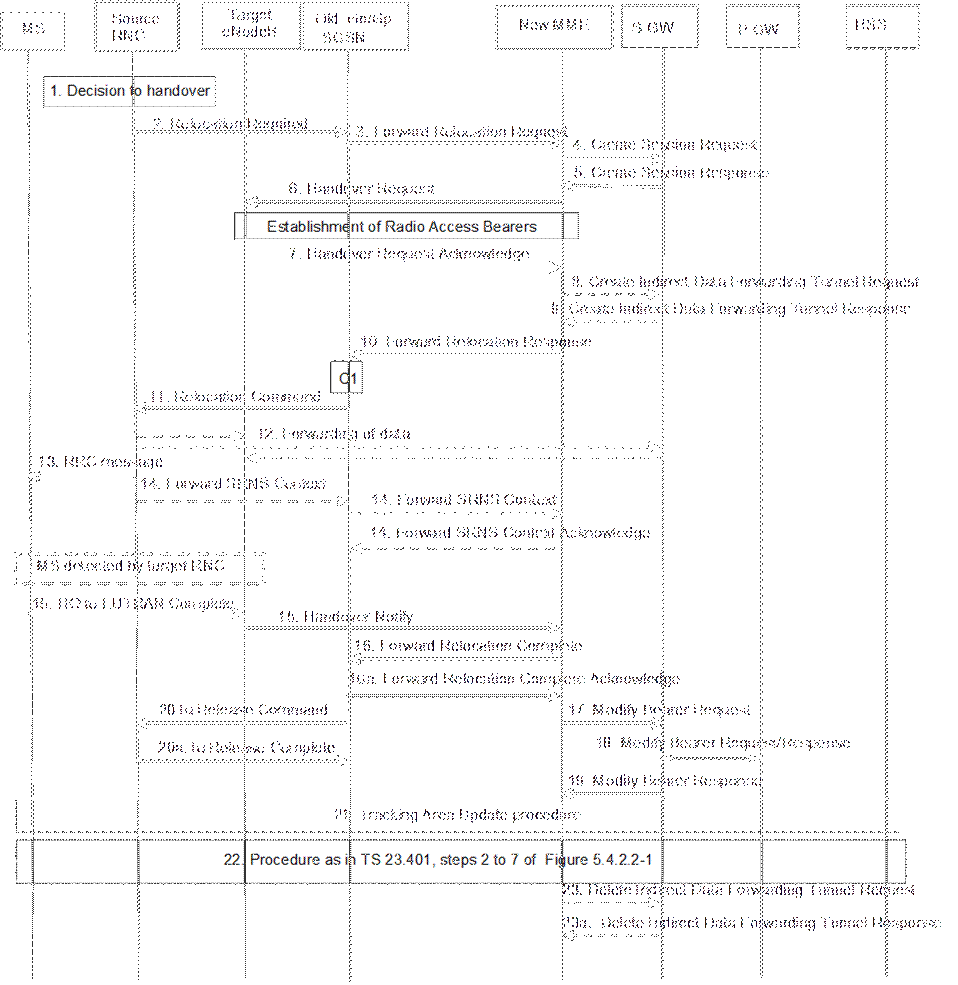 MS
Source
RNC
Target
eNodeB
SGSN
New MME
S-GW
P-GW
HSS
1. Decision to handover
2. Relocation Required
3. Forward Relocation Request
4. Create Session Request
5. Create Session Response
6. Handover Request
Establishment of Radio Access Bearers
7. Handover Request Acknowledge
8. Create Indirect Data Forwarding Tunnel Request
9. Create Indirect Data Forwarding Tunnel Response
10. Forward Relocation Response
C1
11. Relocation Command
12. Forwarding of data
13. RRC message
14. Forward SRNS Context
14. Forward SRNS Context
14. Forward SRNS Context Acknowledge
MS detected by target RNC
15. HO to EUTRAN Complete
15. Handover Notify
16. Forward Relocation Complete
16a. Forward Relocation Complete Acknowledge
20 Iu Release Command
17. Modify Bearer Request
20a. Iu Release Complete
18. Modify Bearer Request/Response
19. Modify Bearer Response
21. Tracking Area Update procedure
22. Procedure as in TS 23.401, steps 2 to 7 of Figure 5.4.2.2-1
23. Delete Indirect Data Forwarding Tunnel Request
23a. Delete Indirect Data Forwarding Tunnel Response